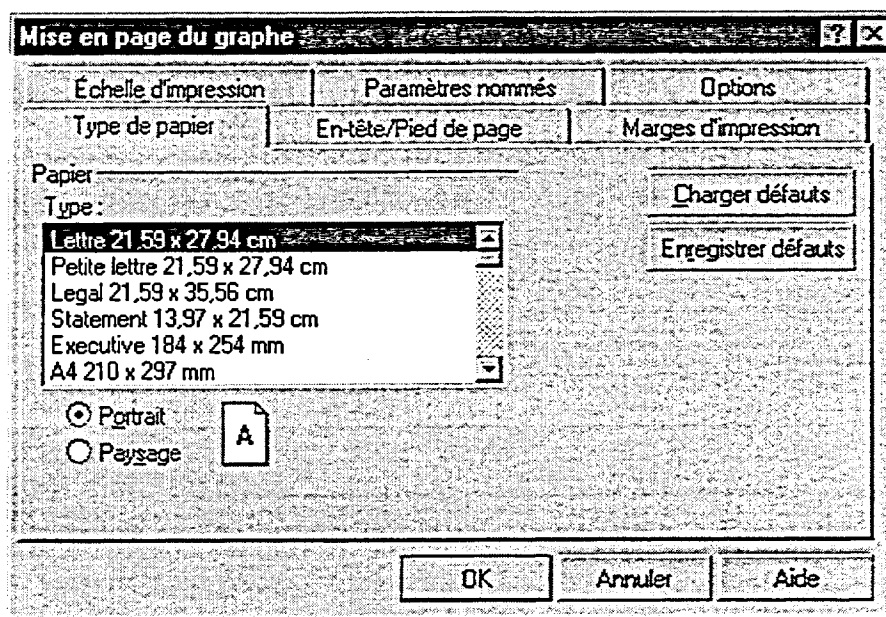 Mise en page du graphe
Échelle d'impression Paramètres nommés Options
Type de papier En-tête/Pied de page Marges d'impression
Papier
Type :
Lettre 21,59 x 27,94 cm
Petite lettre 21,59 x 27,94 cm
Legal 21,59 x 35,56 cm
Statement 13,97 x 21,59 cm
Executive 184 x 254 mm
A4 210 x 297 mm
Charger défauts
Enregistrer défauts
Portrait
Paysage
A
OK Annuler Aide